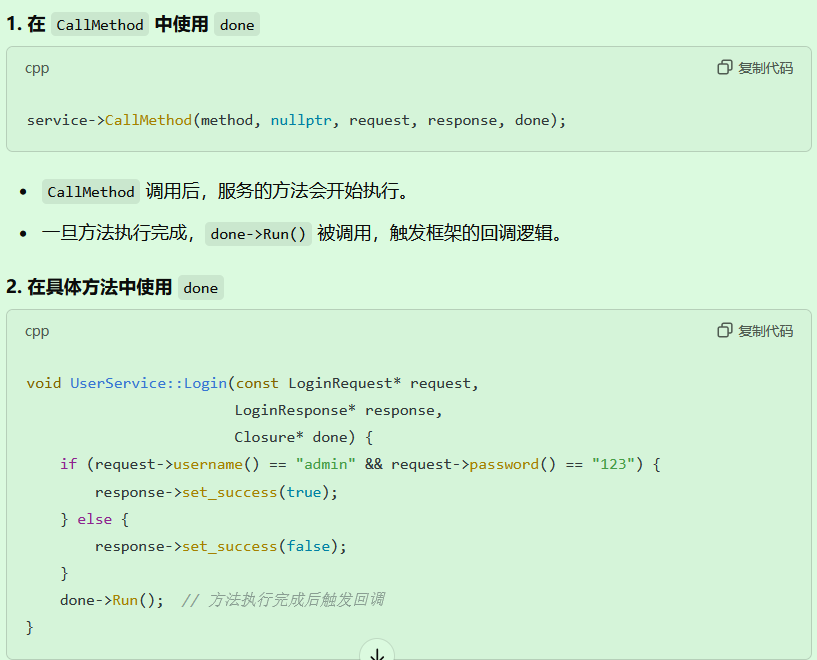 1. 在 CallMethod 中使用 done
cpp
复制代码
service->CallMethod(method, nullptr, request, response, done);
• CallMethod 调用后，服务的方法会开始执行。
• 一旦方法执行完成，done->Run() 被调用，触发框架的回调逻辑。
2. 在具体方法中使用 done
cpp
复制代码
void UserService::Login(const LoginRequest* request,
                        LoginResponse* response,
                        Closure* done) {
    if (request->username() == "admin" && request->password() == "123") {
        response->set_success(true);
    } else {
        response->set_success(false);
    }
    done->Run();  // 方法执行完成后触发回调
}